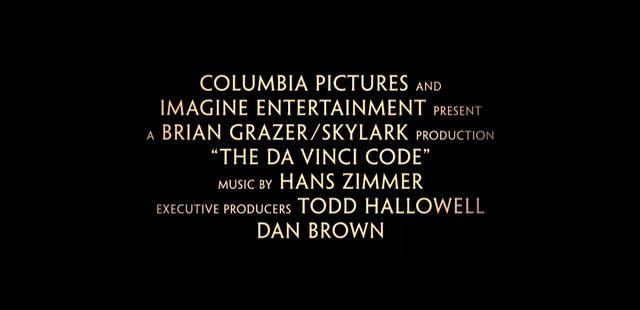 COLUMBIA PICTURES AND
IMAGINE ENTERTAINMENT PRESENT
A BRIAN GRAZER/SKYLARK PRODUCTION
“THE DA VINCI CODE”
MUSIC BY HANS ZIMMER
EXECUTIVE PRODUCERS TODD HALLOWELL
DAN BROWN